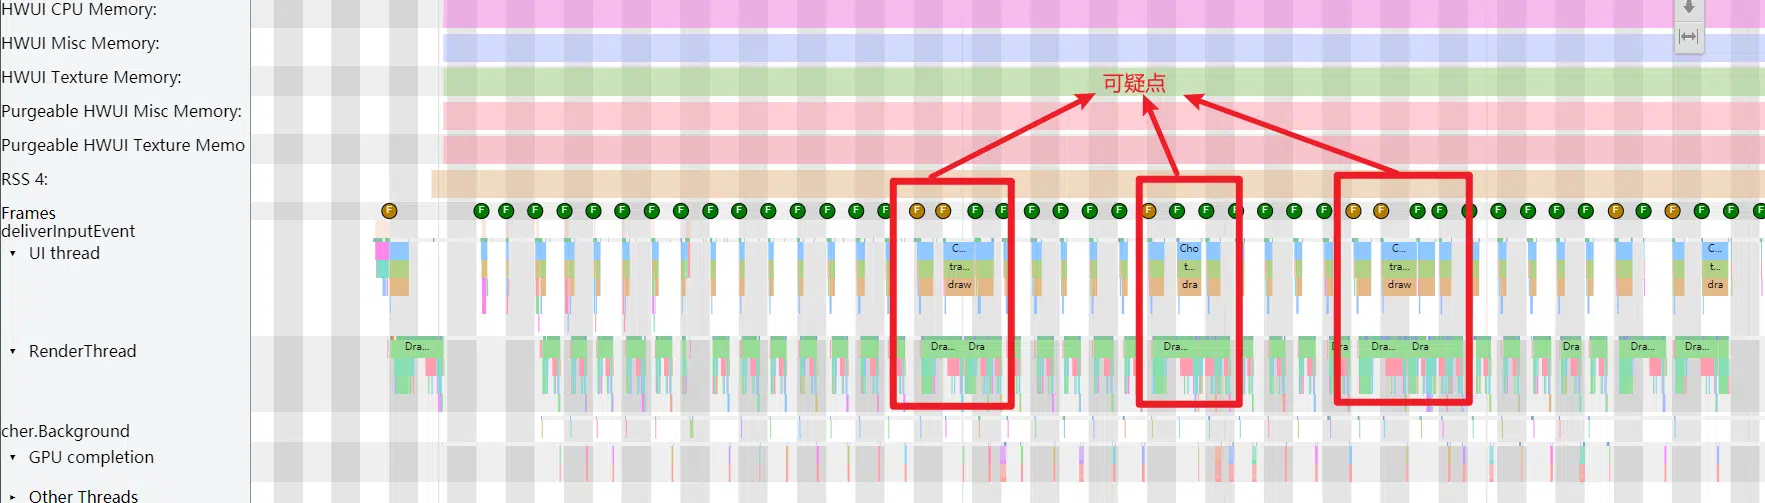 HWUI CPU Memory:
HWUI Misc Memory:
HWUI Texture Memory:
可疑点
Purgeable HWUI Misc Memory:
Purgeable HWUI Texture Memo
RSS 4:
Frames
F F F F F F F F F F F F F F F F F F F F F F F F F F F F F F F F F F F F F F F F F F F F
deliverInputEvent
UI thread
C... Cho C... C...
tra... t... tra... t...
draw dra draw dra
RenderThread
Dra... Dra... Dra Dra... Dra Dra... Dra Dra Dra... Dra...
cher.Background
GPU completion
Other Threads